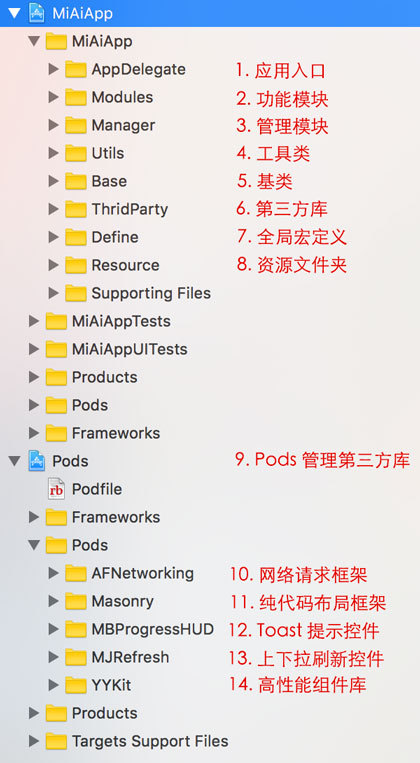 MiAiApp
MiAiApp
AppDelegate 1. 应用入口
Modules 2. 功能模块
Manager 3. 管理模块
Utils 4. 工具类
Base 5. 基类
ThridParty 6. 第三方库
Define 7. 全局宏定义
Resource 8. 资源文件夹
Supporting Files
MiAiAppTests
MiAiAppUITests
Products
Pods
Frameworks
Pods 9. Pods 管理第三方库
rb Podfile
Frameworks
Pods
AFNetworking 10. 网络请求框架
Masonry 11. 纯代码布局框架
MBProgressHUD 12. Toast 提示控件
MJRefresh 13. 上下拉刷新控件
YYKit 14. 高性能组件库
Products
Targets Support Files